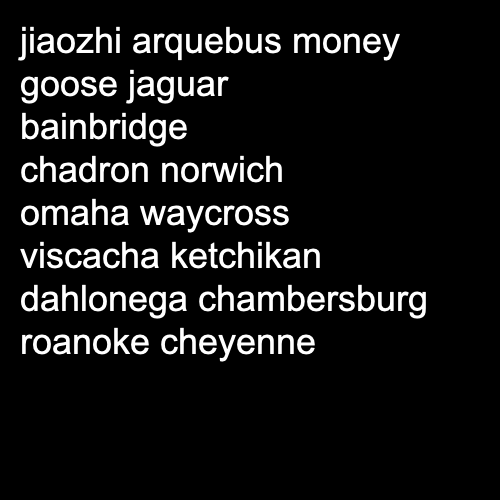 jiaozhi arquebus money
goose jaguar
bainbridge
chadron norwich
omaha waycross
viscacha ketchikan
dahlonega chambersburg
roanoke cheyenne